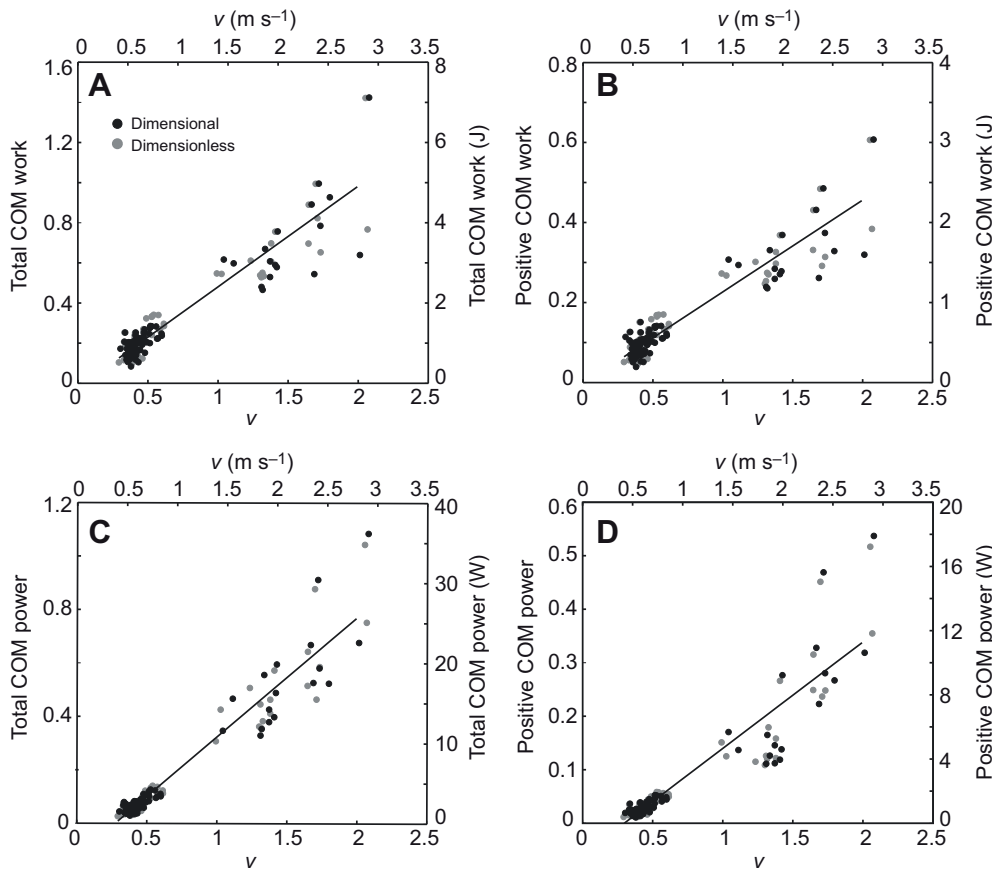 v (m s–1)
0 0.5 1 1.5 2 2.5 3 3.5
A
Dimensional
Dimensionless
1.6
1.2
0.8
0.4
0
Total COM work
8
6
4
2
0
Total COM work (J)
0 0.5 1 1.5 2 2.5
v
v (m s–1)
0 0.5 1 1.5 2 2.5 3 3.5
B
0.8
0.6
0.4
0.2
0
Positive COM work
4
3
2
1
0
Positive COM work (J)
0 0.5 1 1.5 2 2.5
v
v (m s–1)
0 0.5 1 1.5 2 2.5 3 3.5
C
1.2
0.8
0.4
0
Total COM power
40
30
20
10
0
Total COM power (W)
0 0.5 1 1.5 2 2.5
v
v (m s–1)
0 0.5 1 1.5 2 2.5 3 3.5
D
0.6
0.5
0.4
0.3
0.2
0.1
0
Positive COM power
20
16
12
8
4
0
Positive COM power (W)
0 0.5 1 1.5 2 2.5
v